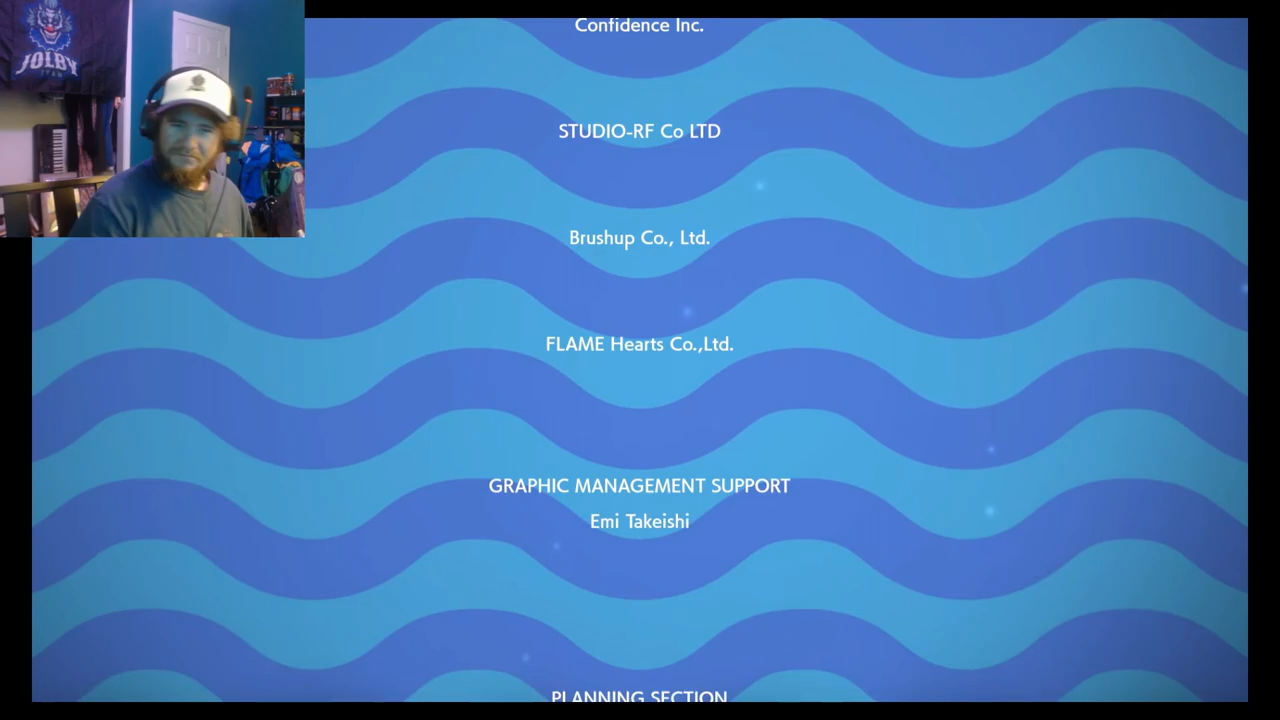 JOLBY
TEAM
Confidence Inc.
STUDIO-RF Co LTD
Brushup Co., Ltd.
FLAME Hearts Co.,Ltd.
GRAPHIC MANAGEMENT SUPPORT
Emi Takeishi
PLANNING SECTION